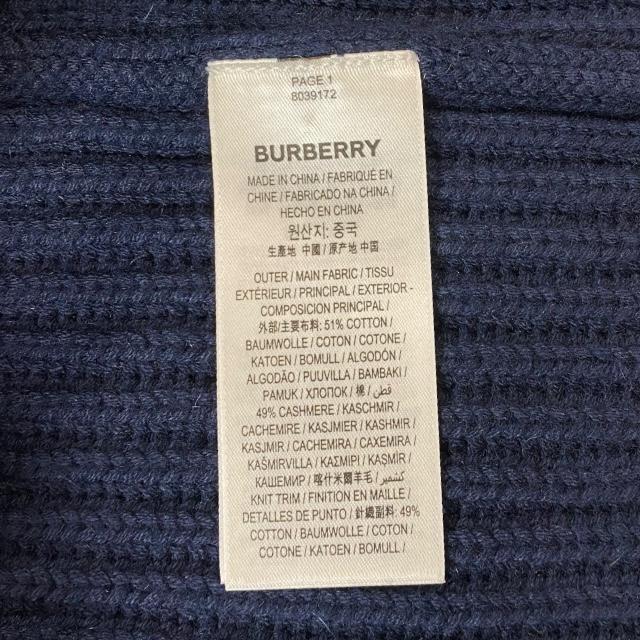 PAGE 1
8039172
BURBERRY
MADE IN CHINA / FABRIQUÉ EN
CHINE / FABRICADO NA CHINA /
HECHO EN CHINA
원산지: 중국
生產地 中國 / 原产地 中国
OUTER / MAIN FABRIC / TISSU
EXTÉRIEUR / PRINCIPAL / EXTERIOR -
COMPOSICION PRINCIPAL /
外部/主要布料: 51% COTTON /
BAUMWOLLE / COTON / COTONE /
KATOEN / BOMULL / ALGODÓN /
ALGODÃO / PUUVILLA / BAMBAKI /
PAMUK / ХЛОПОК / 棉 / قطن
49% CASHMERE / KASCHMIR /
CACHEMIRE / KASJMIER / KASHMIR /
KASJMIR / CACHEMIRA / CAXEMIRA /
KAŠMIRVILLA / ΚΑΣΜΙΡΙ / KAŞMİR /
КАШЕМИР / 喀什米爾羊毛 / كشمير
KNIT TRIM / FINITION EN MAILLE /
DETALLES DE PUNTO / 針織副料: 49%
COTTON / BAUMWOLLE / COTON /
COTONE / KATOEN / BOMULL /